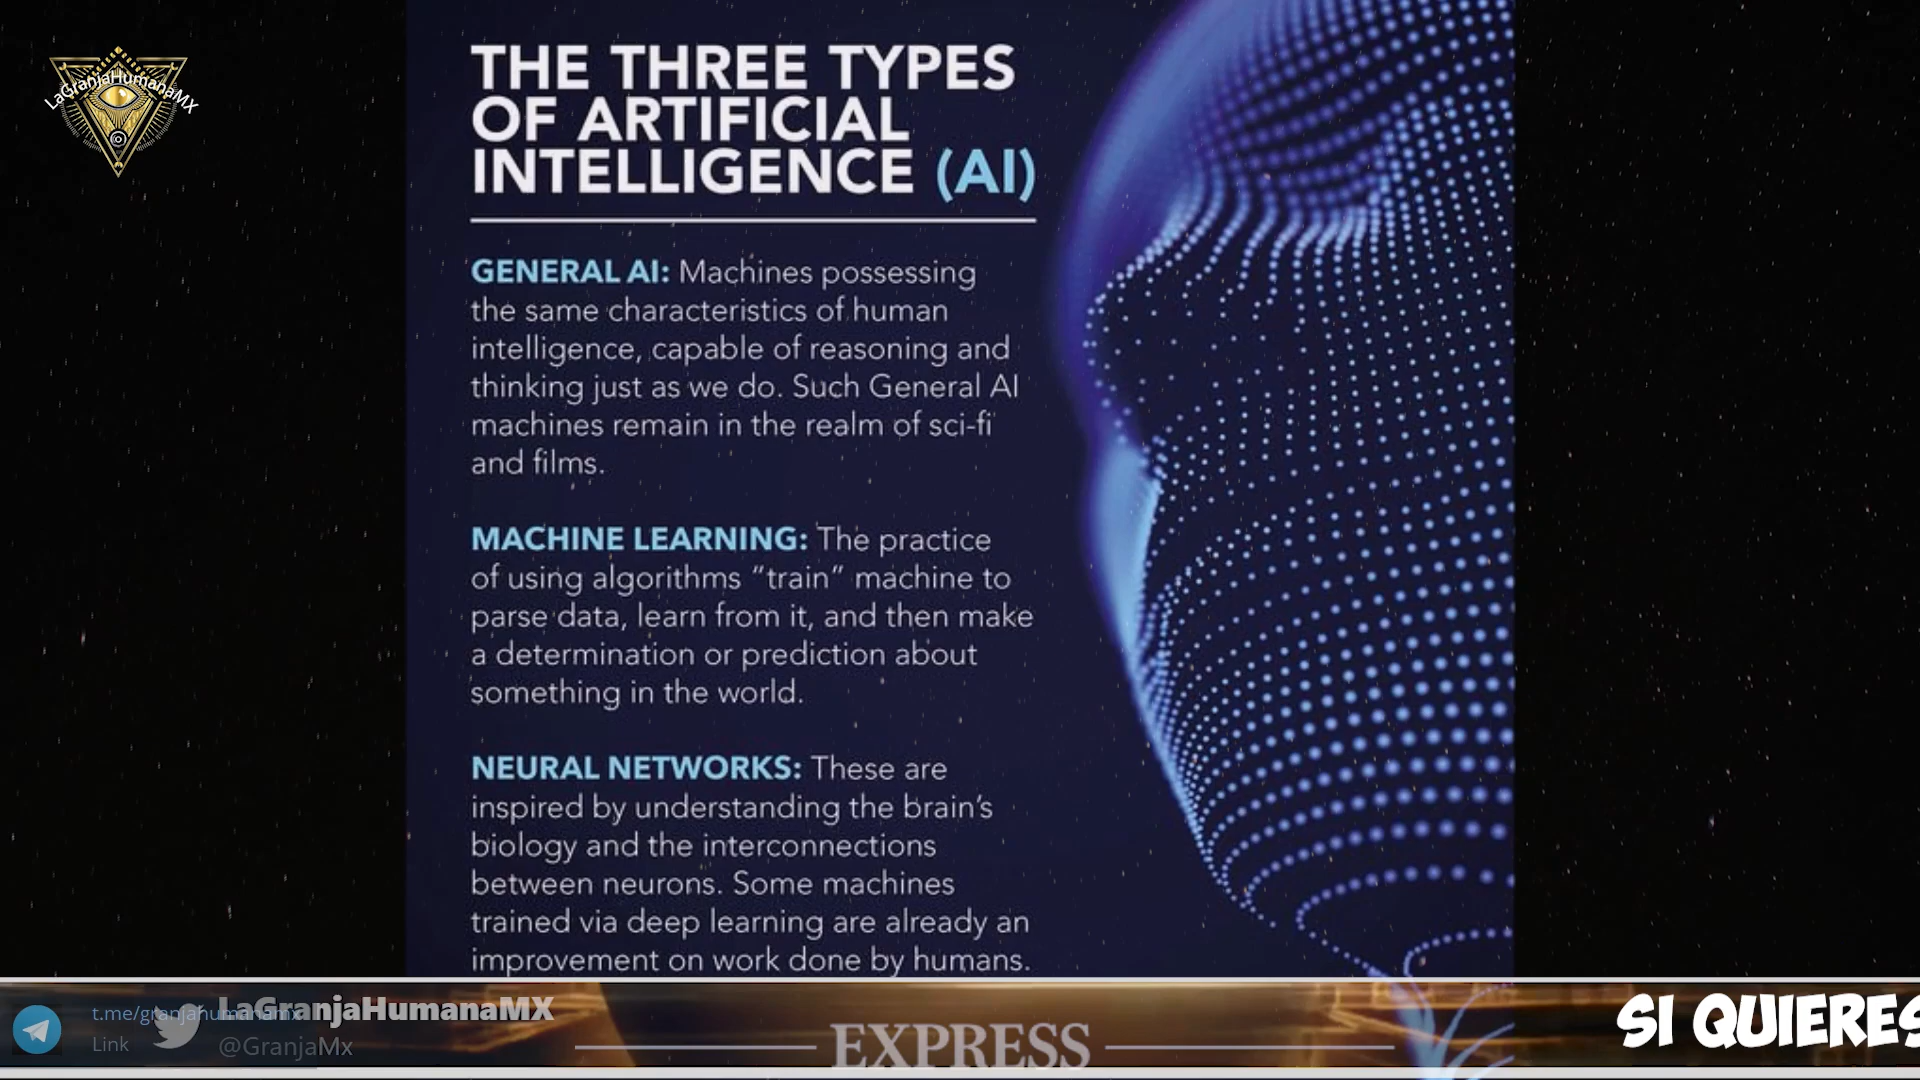 LaGranjaHumanaMX
THE THREE TYPES
OF ARTIFICIAL
INTELLIGENCE (AI)
GENERAL AI: Machines possessing
the same characteristics of human
intelligence, capable of reasoning and
thinking just as we do. Such General AI
machines remain in the realm of sci-fi
and films.
MACHINE LEARNING: The practice
of using algorithms “train” machine to
parse data, learn from it, and then make
a determination or prediction about
something in the world.
NEURAL NETWORKS: These are
inspired by understanding the brain’s
biology and the interconnections
between neurons. Some machines
trained via deep learning are already an
improvement on work done by humans.
t.me/granjahumanamx
Link
LaGranjaHumanaMX
@GranjaMx
EXPRESS
SI QUIERES